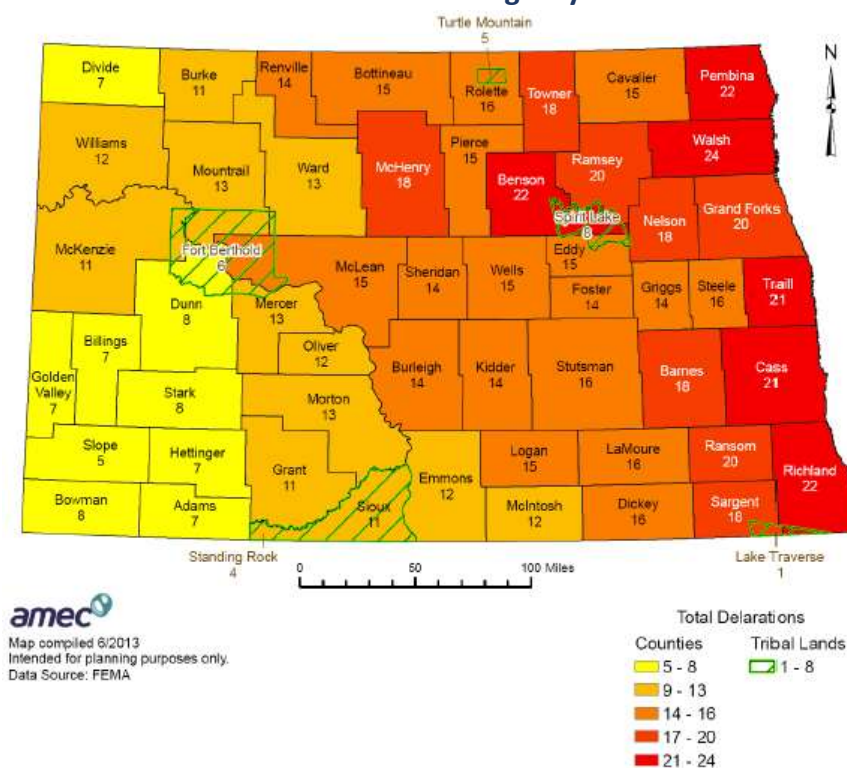 Turtle Mountain
5
N
Divide
7
Burke
11
Renville
14
Bottineau
15
Rolette
16
Towner
18
Cavalier
15
Pembina
22
Williams
12
Mountrail
13
Ward
13
McHenry
18
Pierce
15
Benson
22
Ramsey
20
Walsh
24
Spirit Lake
8
Nelson
18
Grand Forks
20
McKenzie
11
Fort Berthold
6
McLean
15
Sheridan
14
Wells
15
Eddy
15
Foster
14
Griggs
14
Steele
16
Traill
21
Dunn
8
Mercer
13
Oliver
12
Billings
7
Golden
Valley
7
Stark
8
Morton
13
Burleigh
14
Kidder
14
Stutsman
16
Barnes
18
Cass
21
Slope
5
Hettinger
7
Grant
11
Emmons
12
Logan
15
LaMoure
16
Ransom
20
Richland
22
Bowman
8
Adams
7
Sioux
11
McIntosh
12
Dickey
16
Sargent
18
Standing Rock
4
Lake Traverse
1
0 50 100 Miles
amec
Map compiled 6/2013
Intended for planning purposes only.
Data Source: FEMA
Total Delarations
Counties Tribal Lands
5 - 8 1 - 8
9 - 13
14 - 16
17 - 20
21 - 24